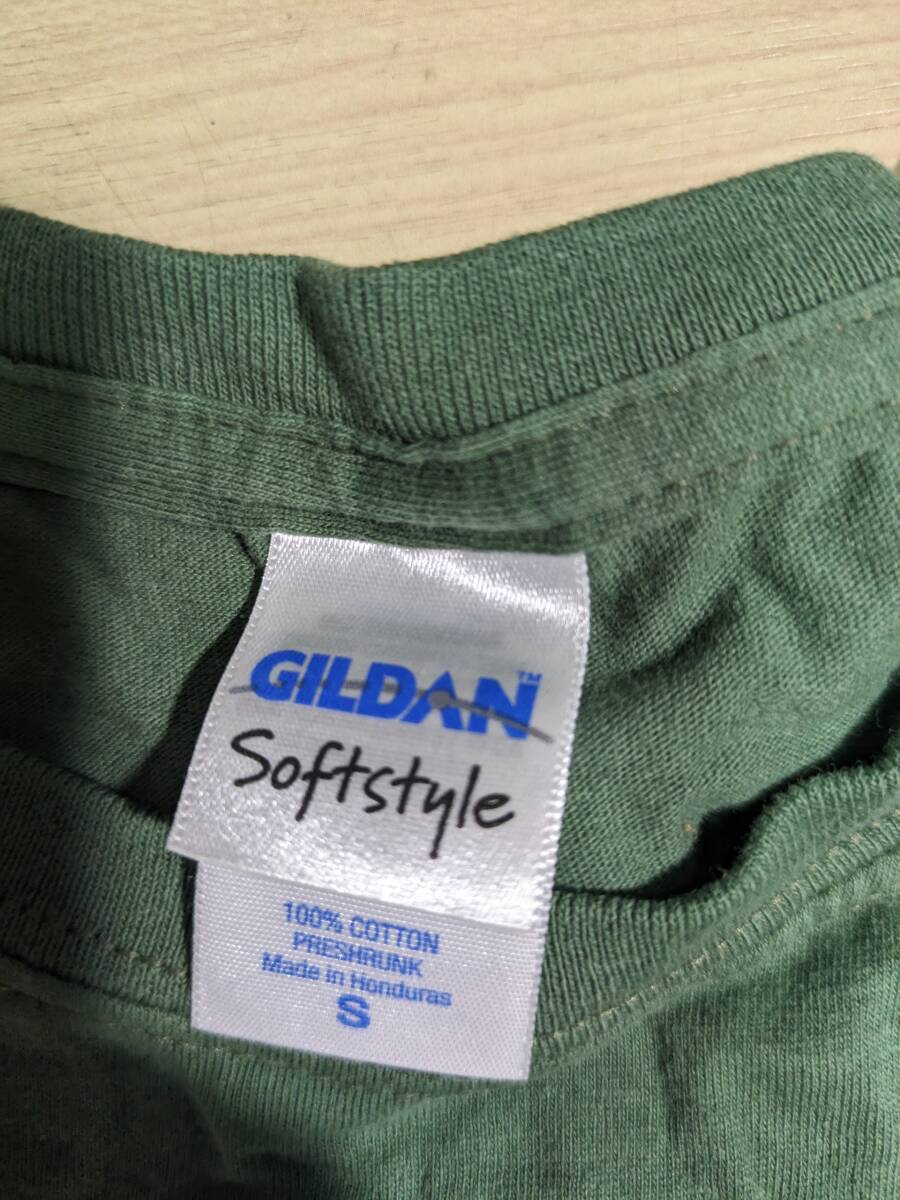 GILDAN™
Softstyle
100% COTTON
PRESHRUNK
Made in Honduras
S